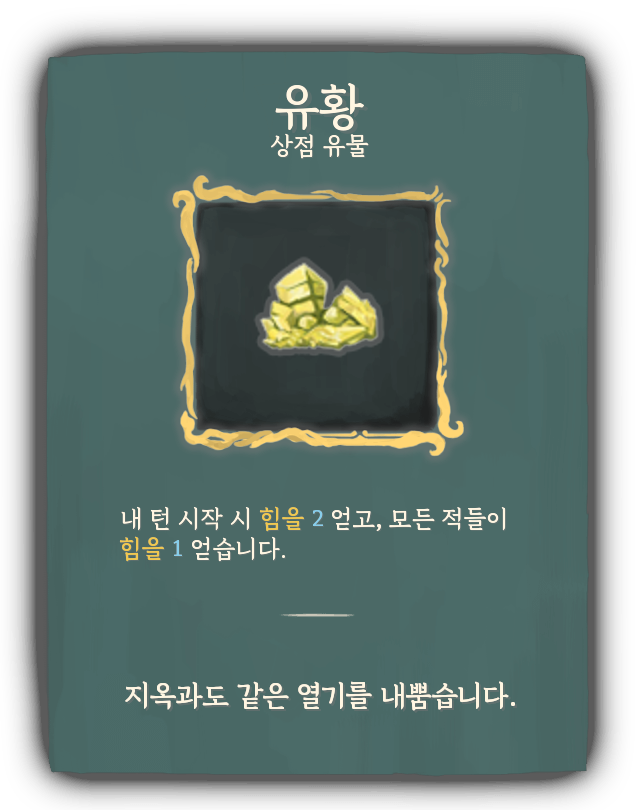 유황
상점 유물
내 턴 시작 시 힘을 2 얻고, 모든 적들이
힘을 1 얻습니다.
지옥과도 같은 열기를 내뿜습니다.